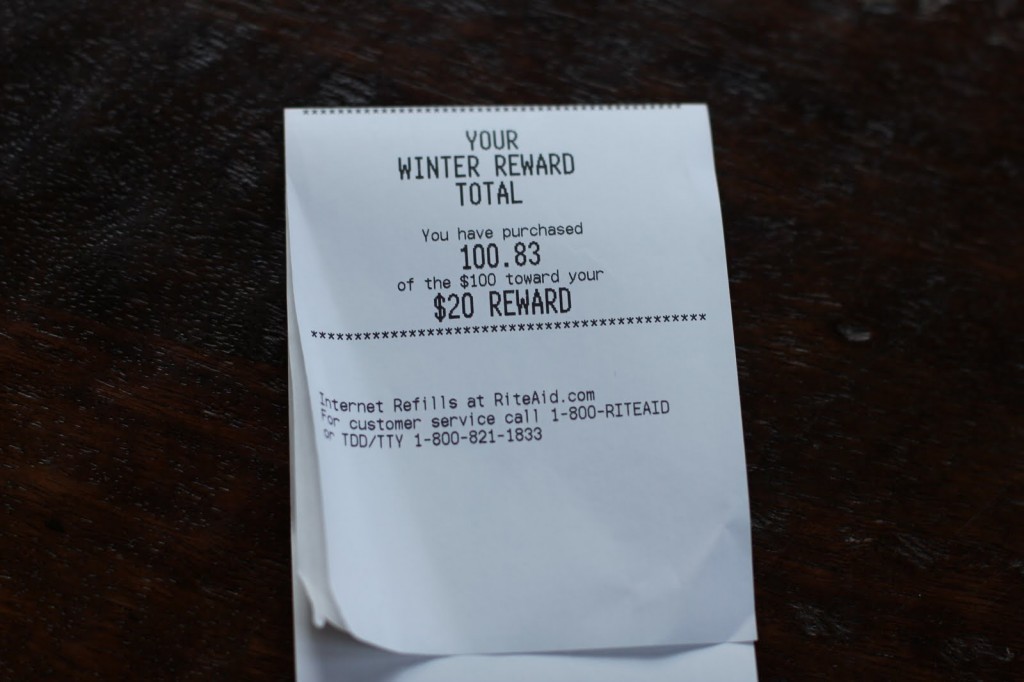 YOUR
WINTER REWARD
TOTAL
You have purchased
100.83
of the $100 toward your
$20 REWARD
*********************************************
Internet Refills at RiteAid.com
For customer service call 1-800-RITEAID
or TDD/TTY 1-800-821-1833